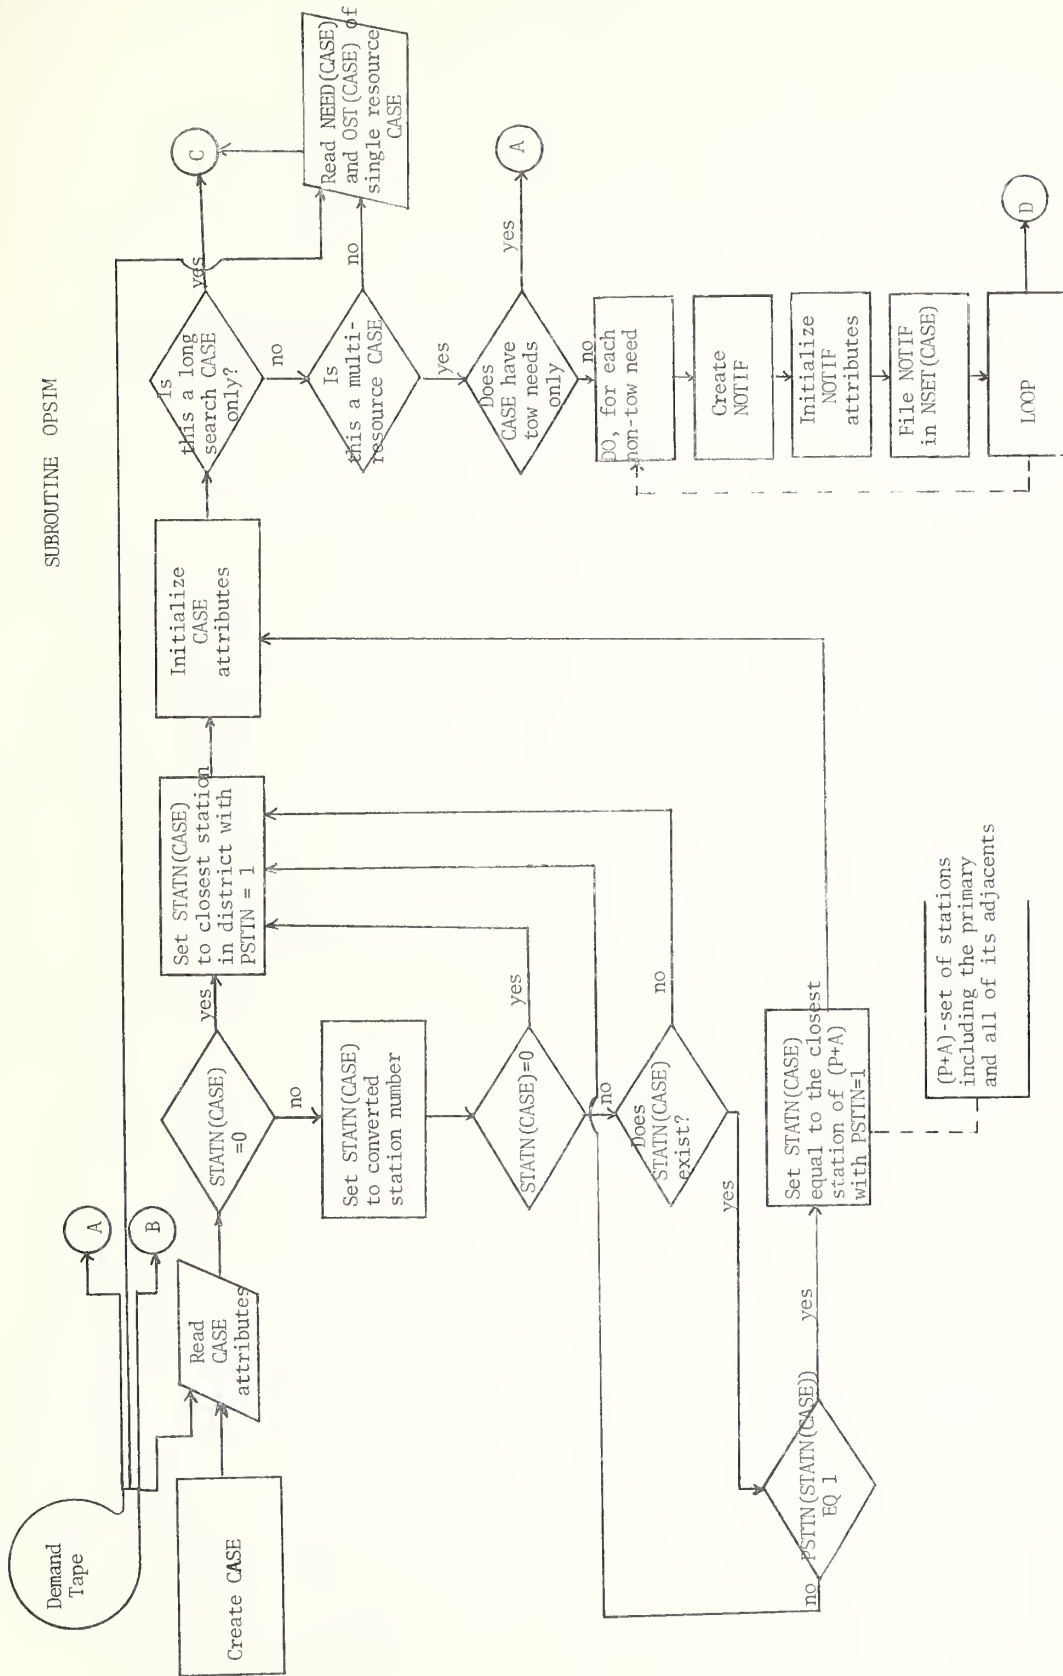 SUBROUTINE OPSIM
Demand
Tape
A
B
Create CASE
Read
CASE
attributes
STATN(CASE)
=0
yes
no
Set STATN(CASE)
to closest station
in district with
PSTTN = 1
Initialize
CASE
attributes
Set STATN(CASE)
to converted
station number
STATN(CASE)=0
yes
no
Does
STATN(CASE)
exist?
no
yes
PSTTN(STATN(CASE))
EQ 1
no
yes
Set STATN(CASE)
equal to the closest
station of (P+A)
with PSTTN=1
(P+A)-set of stations
including the primary
and all of its adjacents
Is
this a long
search CASE
only?
yes
C
no
Is
this a multi-
resource CASE
no
Read NEED(CASE)
and OST(CASE) of
single resource
CASE
yes
Does
CASE have
tow needs
only
yes
A
no
DO, for each
non-tow need
Create
NOTIF
Initialize
NOTIF
attributes
File NOTIF
in NSET(CASE)
LOOP
D